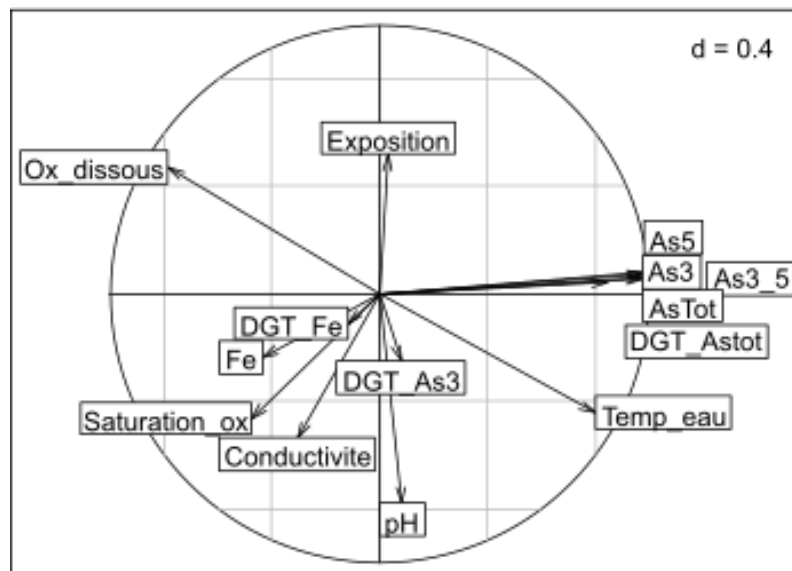 d = 0.4
Exposition
Ox_dissous
As5
As3
As3_5
AsTot
DGT_Fe
DGT_Astot
Fe
DGT_As3
Saturation_ox
Temp_eau
Conductivite
pH